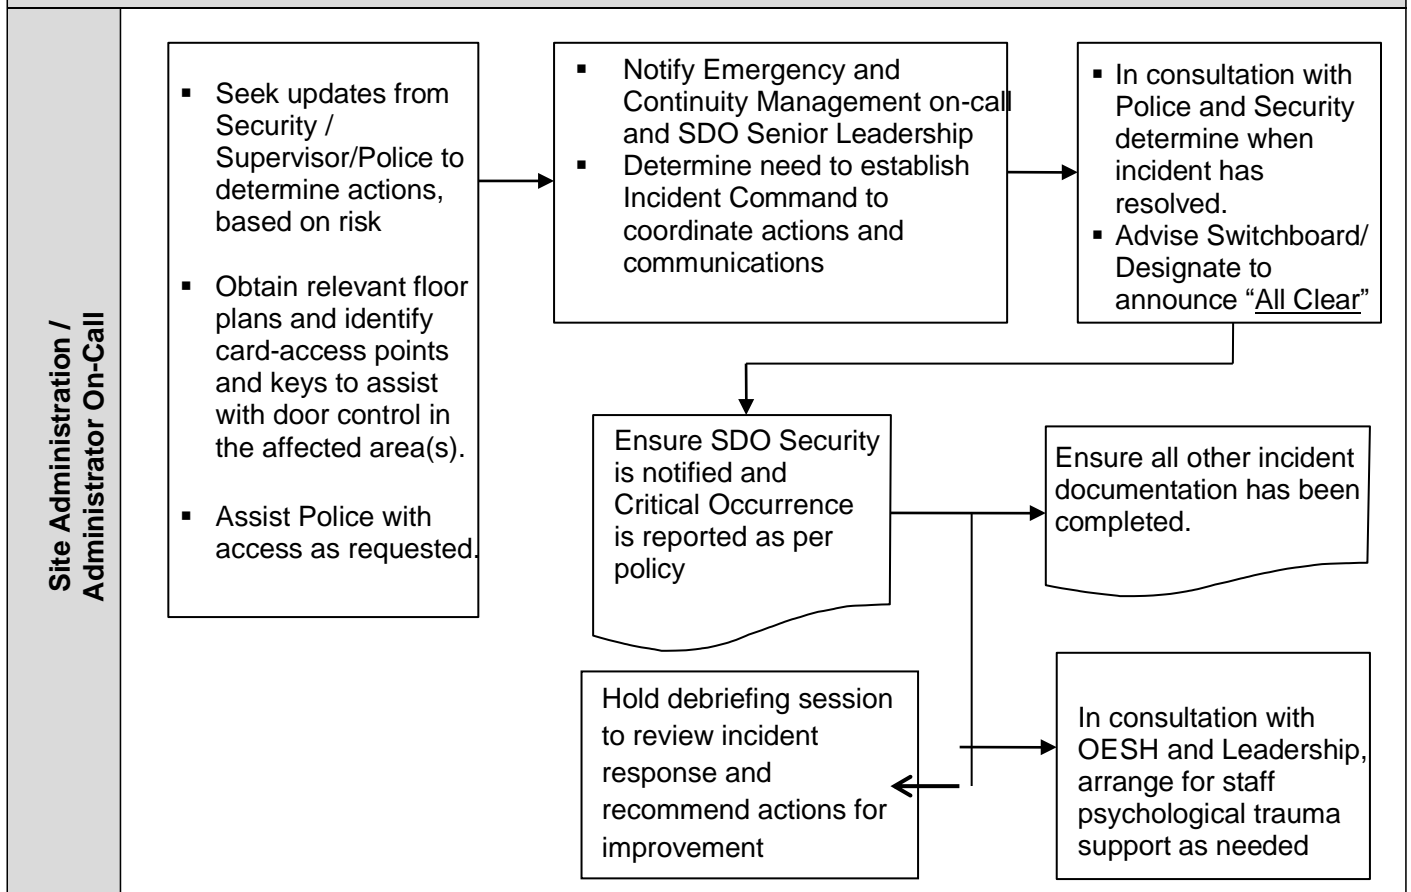 Site Administration /
Administrator On-Call
▪ Seek updates from
Security /
Supervisor/Police to
determine actions,
based on risk
▪ Obtain relevant floor
plans and identify
card-access points
and keys to assist
with door control in
the affected area(s).
▪ Assist Police with
access as requested.
▪ Notify Emergency and
Continuity Management on-call
and SDO Senior Leadership
▪ Determine need to establish
Incident Command to
coordinate actions and
communications
▪ In consultation with
Police and Security
determine when
incident has
resolved.
▪ Advise Switchboard/
Designate to
announce “All Clear”
Ensure SDO Security
is notified and
Critical Occurrence
is reported as per
policy
Ensure all other incident
documentation has been
completed.
Hold debriefing session
to review incident
response and
recommend actions for
improvement
In consultation with
OESH and Leadership,
arrange for staff
psychological trauma
support as needed